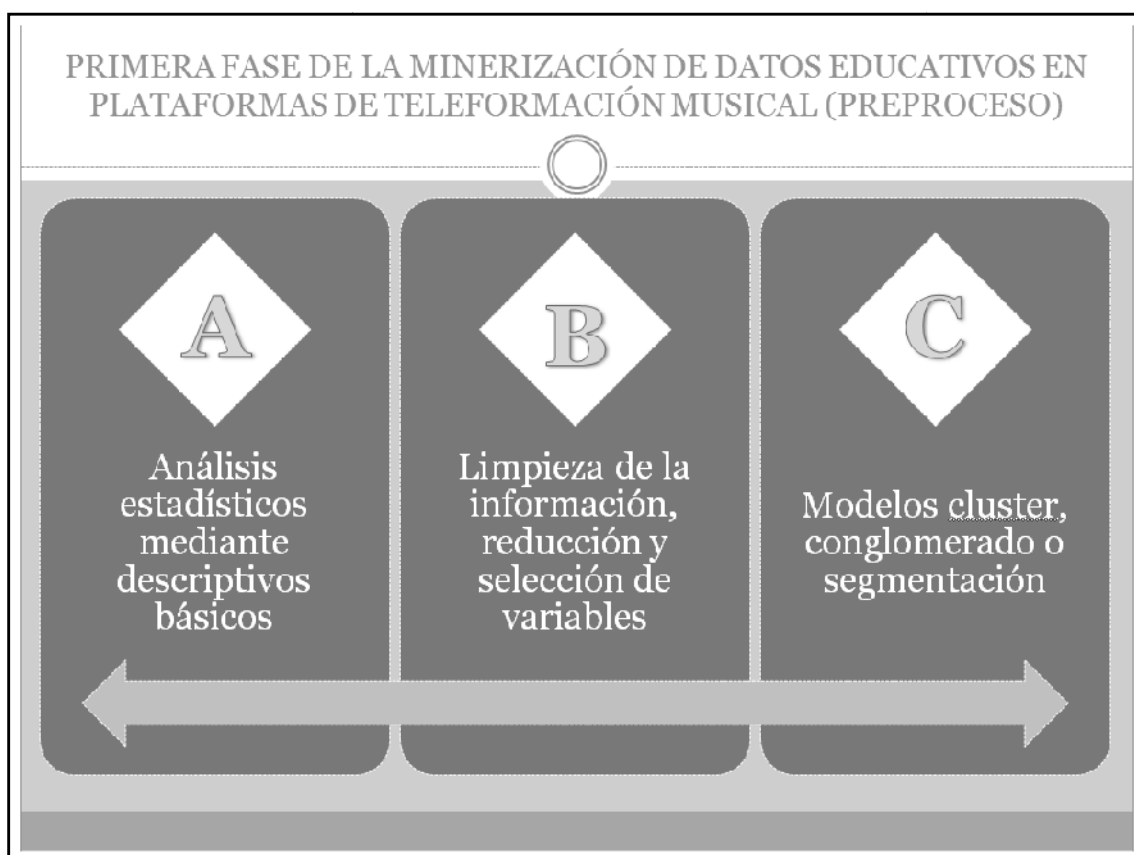 PRIMERA FASE DE LA MINERIZACIÓN DE DATOS EDUCATIVOS EN
PLATAFORMAS DE TELEFORMACIÓN MUSICAL (PREPROCESO)
A
Análisis
estadísticos
mediante
descriptivos
básicos
B
Limpieza de la
información,
reducción y
selección de
variables
C
Modelos cluster,
conglomerado o
segmentación